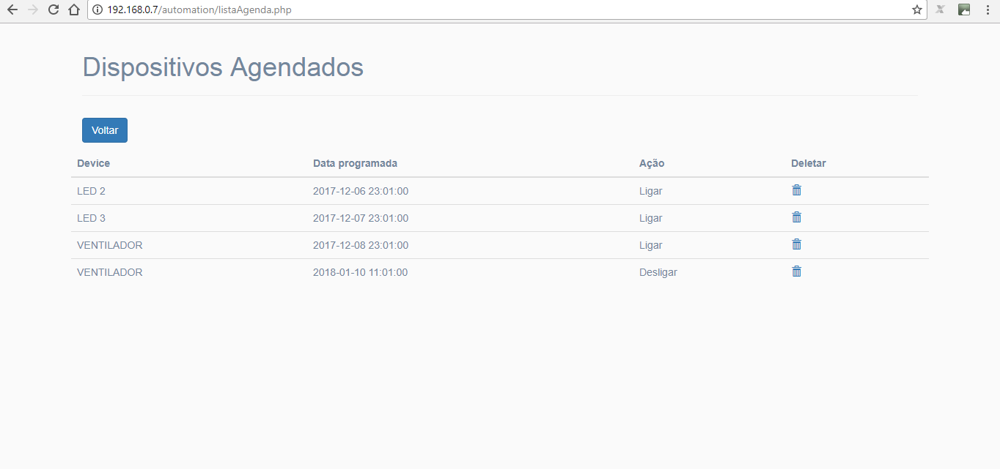 192.168.0.7/automation/listaAgenda.php
Dispositivos Agendados
Voltar
Device Data programada Ação Deletar
LED 2 2017-12-06 23:01:00 Ligar
LED 3 2017-12-07 23:01:00 Ligar
VENTILADOR 2017-12-08 23:01:00 Ligar
VENTILADOR 2018-01-10 11:01:00 Desligar